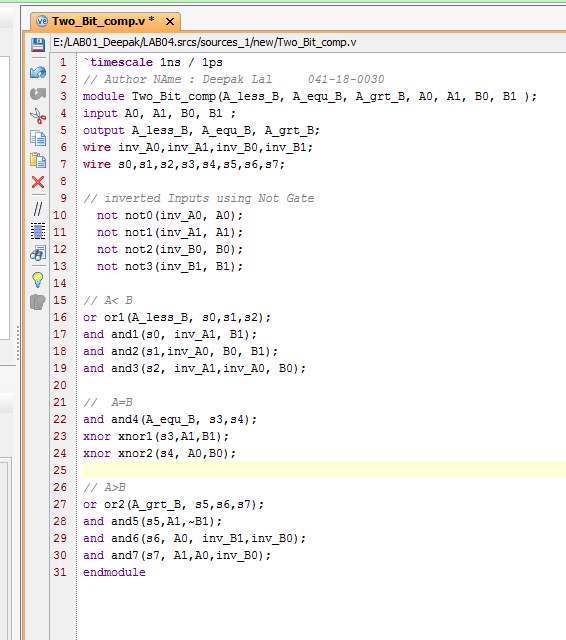 Two_Bit_comp.v *
E:/LAB01_Deepak/LAB04.srcs/sources_1/new/Two_Bit_comp.v
1 `timescale 1ns / 1ps
2 // Author NAme : Deepak Lal     041-18-0030
3 module Two_Bit_comp(A_less_B, A_equ_B, A_grt_B, A0, A1, B0, B1 );
4 input A0, A1, B0, B1 ;
5 output A_less_B, A_equ_B, A_grt_B;
6 wire inv_A0,inv_A1,inv_B0,inv_B1;
7 wire s0,s1,s2,s3,s4,s5,s6,s7;
8
9 // inverted Inputs using Not Gate
10   not not0(inv_A0, A0);
11   not not1(inv_A1, A1);
12   not not2(inv_B0, B0);
13   not not3(inv_B1, B1);
14
15 // A< B
16 or or1(A_less_B, s0,s1,s2);
17 and and1(s0, inv_A1, B1);
18 and and2(s1,inv_A0, B0, B1);
19 and and3(s2, inv_A1,inv_A0, B0);
20
21 //  A=B
22 and and4(A_equ_B, s3,s4);
23 xnor xnor1(s3,A1,B1);
24 xnor xnor2(s4, A0,B0);
25
26 // A>B
27 or or2(A_grt_B, s5,s6,s7);
28 and and5(s5,A1,~B1);
29 and and6(s6, A0, inv_B1,inv_B0);
30 and and7(s7, A1,A0,inv_B0);
31 endmodule